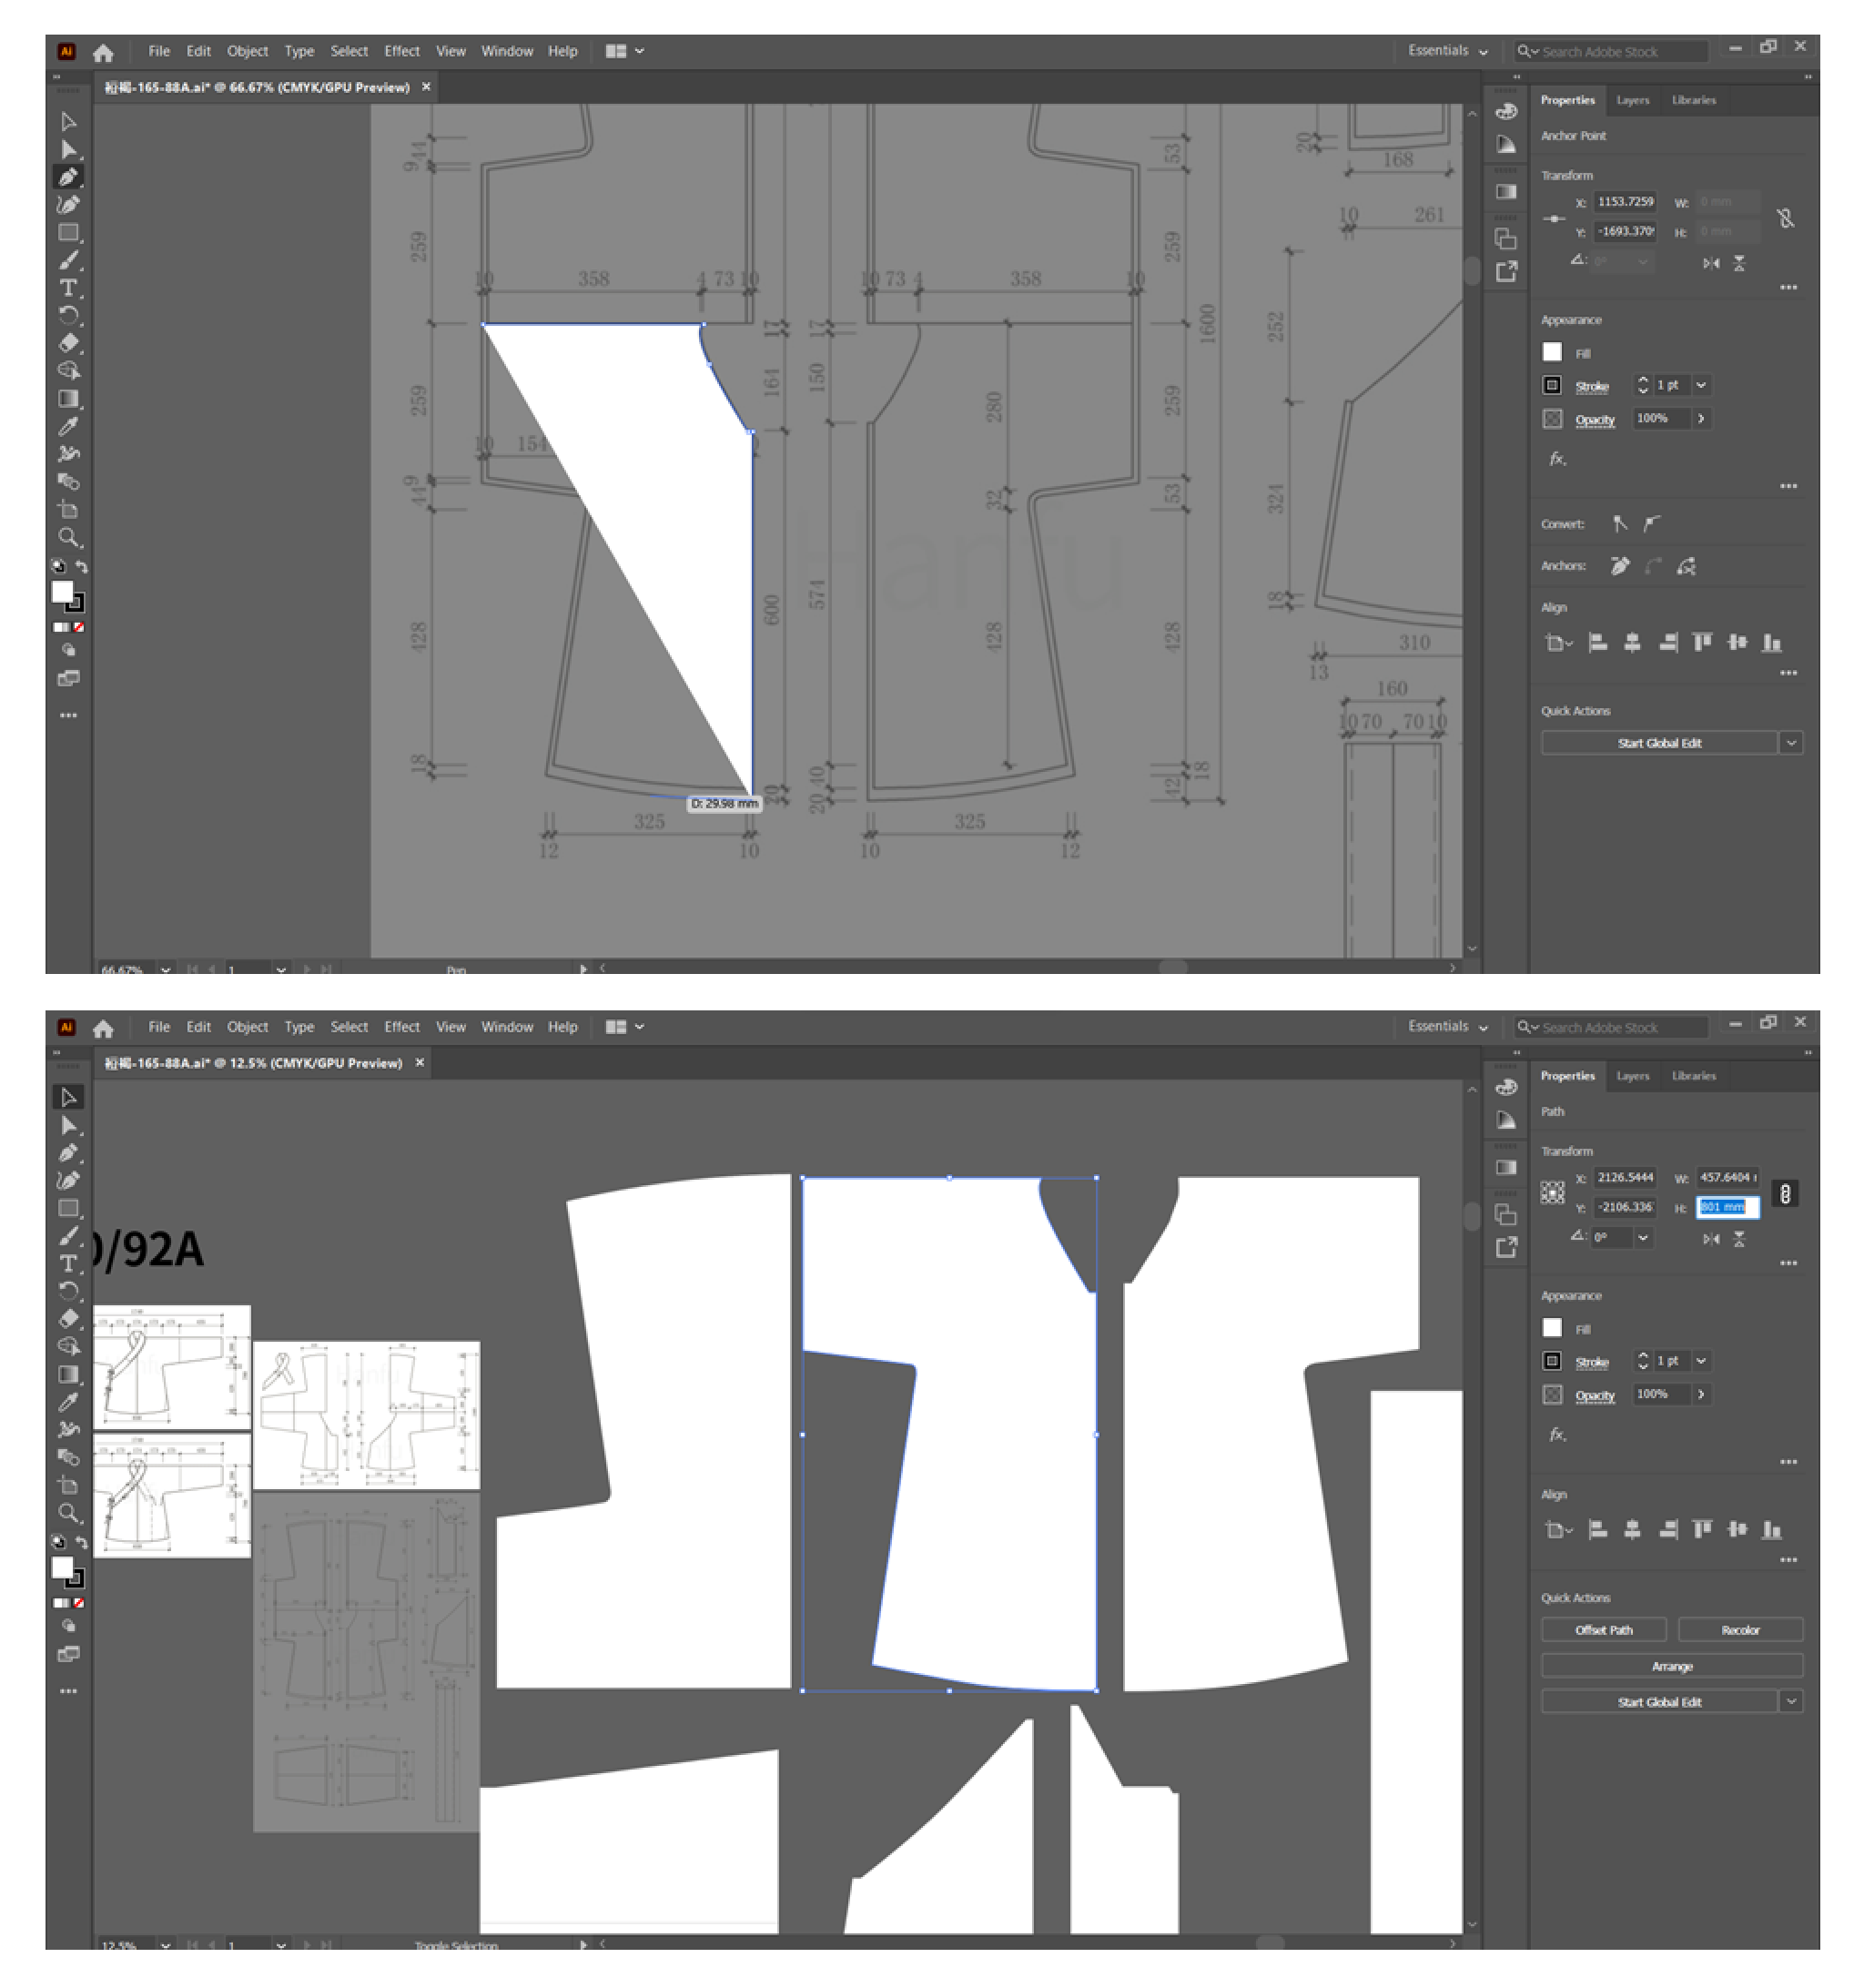 Ai File Edit Object Type Select Effect View Window Help Essentials Search Adobe Stock
-165-88A.ai* @ 66.67% (CMYK/GPU Preview) ×
Properties Layers Libraries
Anchor Point
Transform
X: 1153.7259 W: 0 mm
Y: -1693.370 H: 0 mm
0°
Appearance
Fill
Stroke 1 pt
Opacity 100%
fx.
Convert:
Anchors:
Align
Quick Actions
Start Global Edit
44
9
259
10 358 4 73 10
10 73 4 358 10
53
259
1600
20
168
10 261
252
17
17
259
164
150
280
259
10 154
9
44
32
53
324
Hanfu
428
600
574
428
428
18
310
13
160
10 70 70 10
18
D: 29.98 mm
20
40
20
18
42
325
325
12 10 10 12
66.67% 1 Pen
Ai File Edit Object Type Select Effect View Window Help Essentials Search Adobe Stock
-165-88A.ai* @ 12.5% (CMYK/GPU Preview) ×
Properties Layers Libraries
Path
Transform
X: 2126.5444 W: 457.6404
Y: -2106.336 H: 801 mm
0°
Appearance
Fill
Stroke 1 pt
Opacity 100%
fx.
Align
Quick Actions
Offset Path Recolor
Arrange
Start Global Edit
0/92A
12.5% 1 Toggle Selection